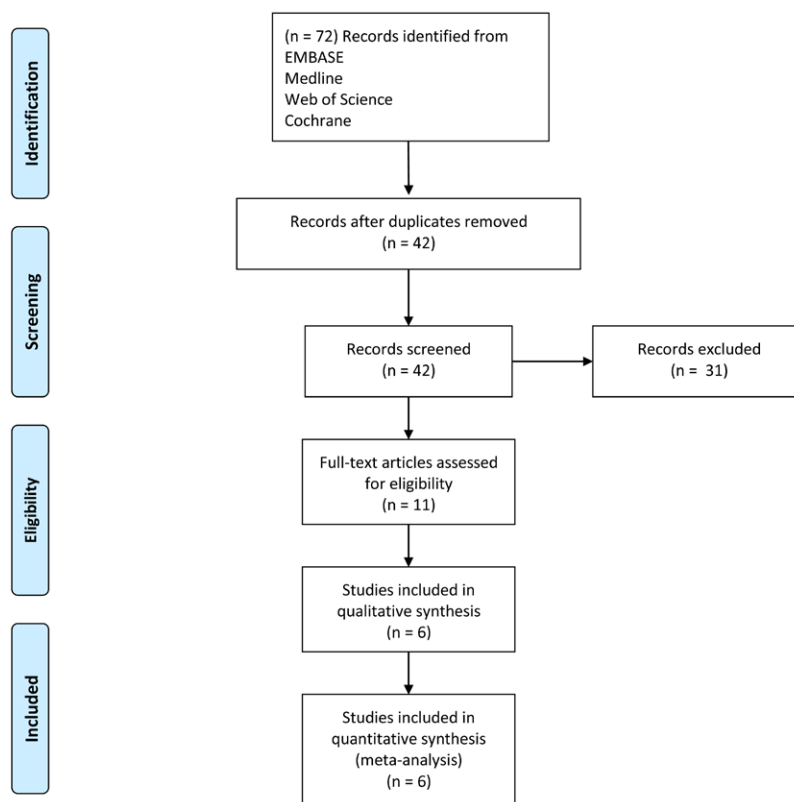 Identification
(n = 72) Records identified from
EMBASE
Medline
Web of Science
Cochrane
Records after duplicates removed
(n = 42)
Screening
Records screened
(n = 42)
Records excluded
(n = 31)
Eligibility
Full-text articles assessed
for eligibility
(n = 11)
Studies included in
qualitative synthesis
(n = 6)
Included
Studies included in
quantitative synthesis
(meta-analysis)
(n = 6)